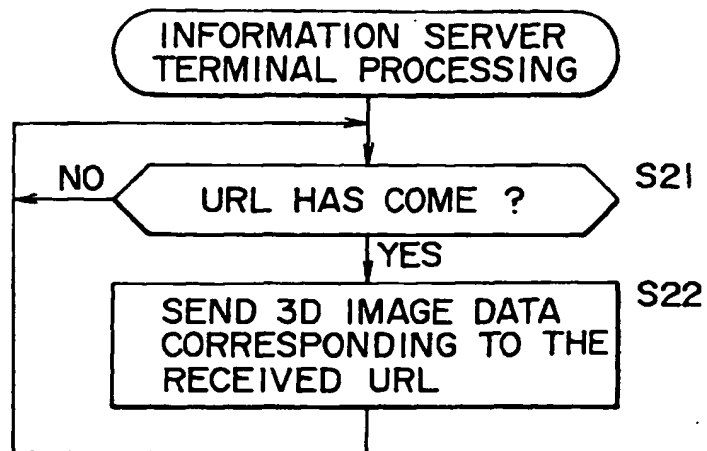 INFORMATION SERVER
TERMINAL PROCESSING
NO
URL HAS COME ?
S21
YES
S22
SEND 3D IMAGE DATA
CORRESPONDING TO THE
RECEIVED URL